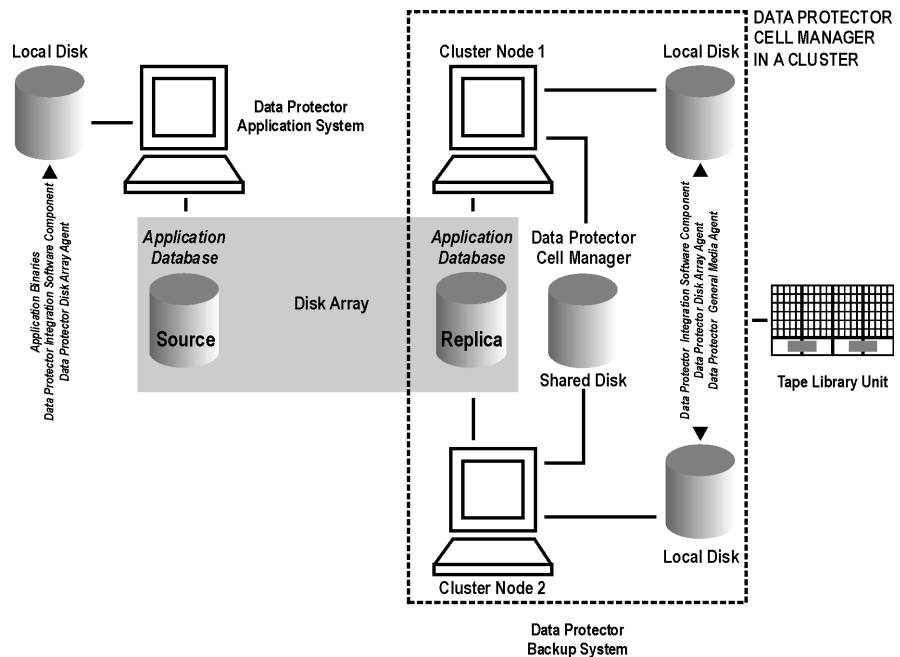 DATA PROTECTOR
CELL MANAGER
IN A CLUSTER
Local Disk
Cluster Node 1
Local Disk
Data Protector
Application System
Application Binaries
Data Protector Integration Software Component
Data Protector Disk Array Agent
Application
Database
Source
Disk Array
Application
Database
Replica
Data Protector
Cell Manager
Shared Disk
Data Protector Integration Software Component
Data Protector Disk Array Agent
Data Protector General Media Agent
Tape Library Unit
Cluster Node 2
Local Disk
Data Protector
Backup System